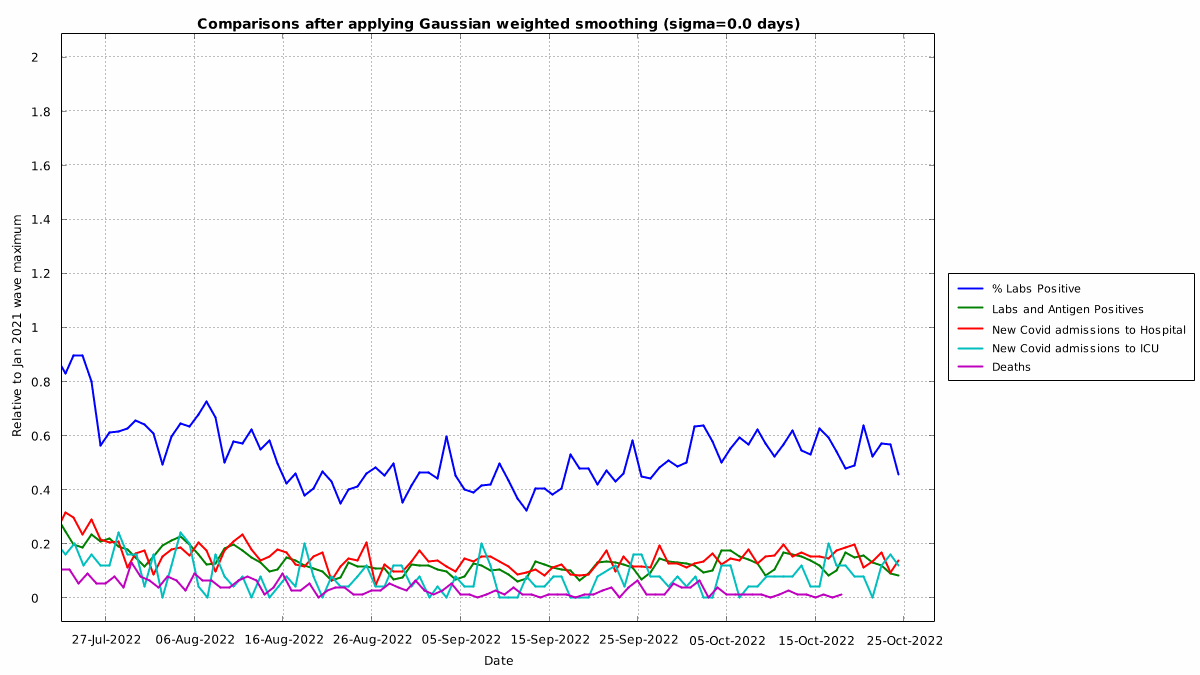 Comparisons after applying Gaussian weighted smoothing (sigma=0.0 days)
Relative to Jan 2021 wave maximum
2
1.8
1.6
1.4
1.2
1
0.8
0.6
0.4
0.2
0
27-Jul-2022 06-Aug-2022 16-Aug-2022 26-Aug-2022 05-Sep-2022 15-Sep-2022 25-Sep-2022 05-Oct-2022 15-Oct-2022 25-Oct-2022
Date
% Labs Positive
Labs and Antigen Positives
New Covid admissions to Hospital
New Covid admissions to ICU
Deaths